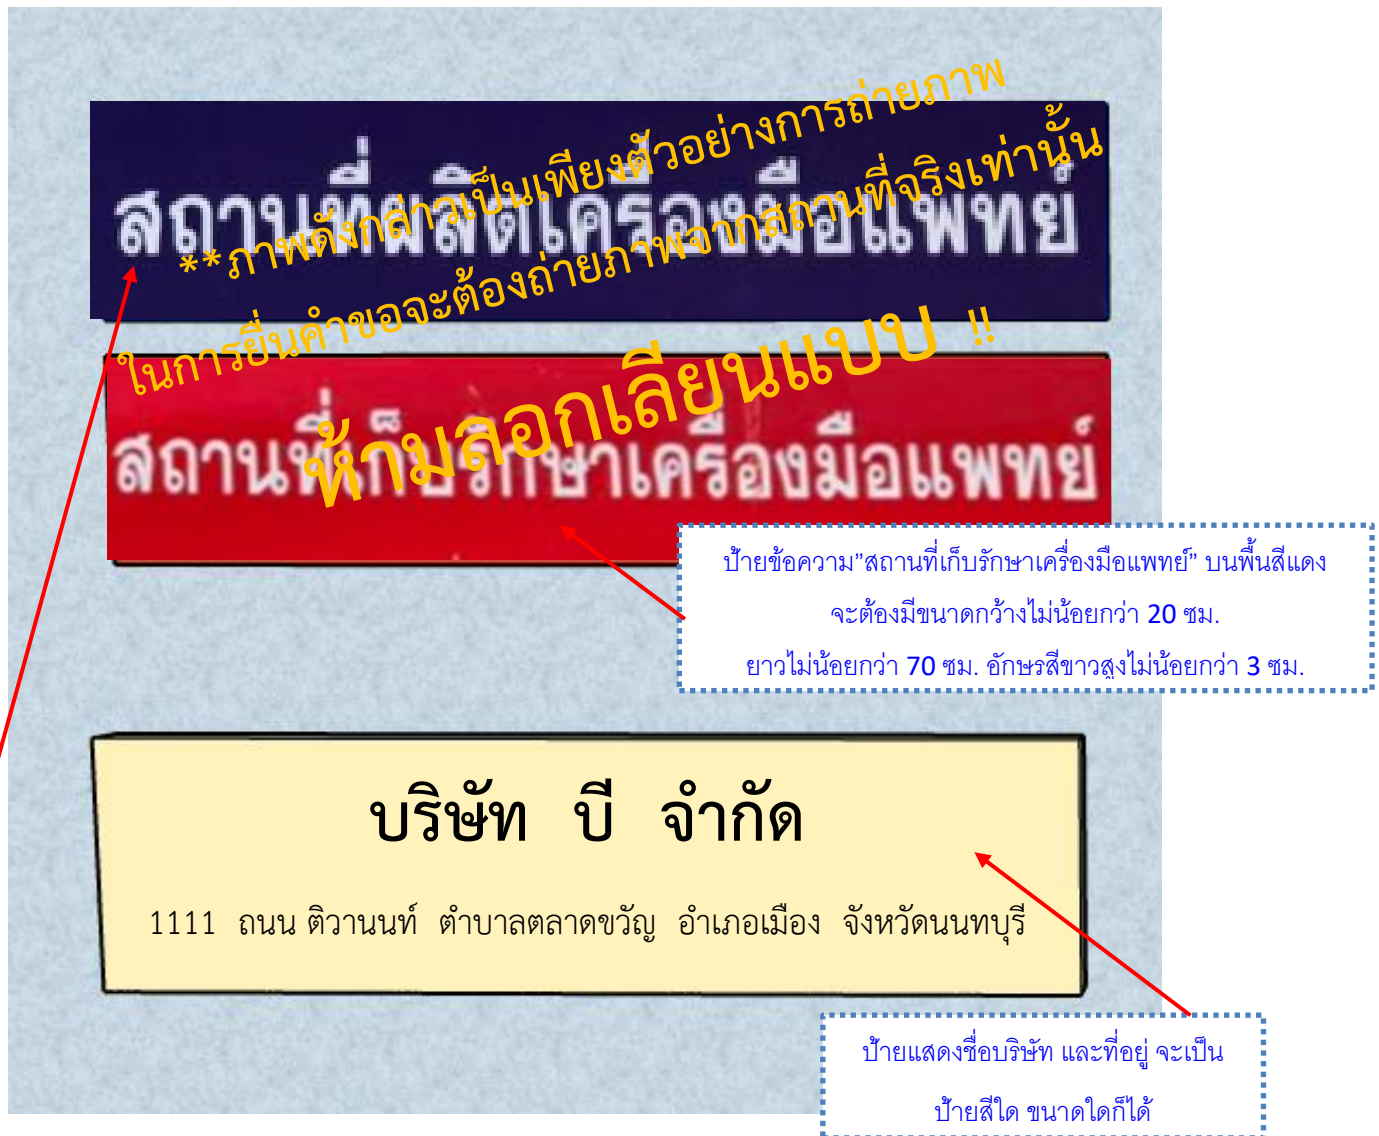 สถานที่ผลิตเครื่องมือแพทย์
**ภาพดังกล่าวเป็นเพียงตัวอย่างการถ่ายภาพ
ในการยื่นคำขอจะต้องถ่ายภาพจากสถานที่จริงเท่านั้น
ห้ามลอกเลียนแบบ !!
สถานที่เก็บรักษาเครื่องมือแพทย์
ป้ายข้อความ”สถานที่เก็บรักษาเครื่องมือแพทย์” บนพื้นสีแดง
จะต้องมีขนาดกว้างไม่น้อยกว่า 20 ซม.
ยาวไม่น้อยกว่า 70 ซม. อักษรสีขาวสูงไม่น้อยกว่า 3 ซม.
บริษัท บี จำกัด
1111 ถนน ติวานนท์ ตำบาลตลาดขวัญ อำเภอเมือง จังหวัดนนทบุรี
ป้ายแสดงชื่อบริษัท และที่อยู่ จะเป็น
ป้ายสีใด ขนาดใดก็ได้